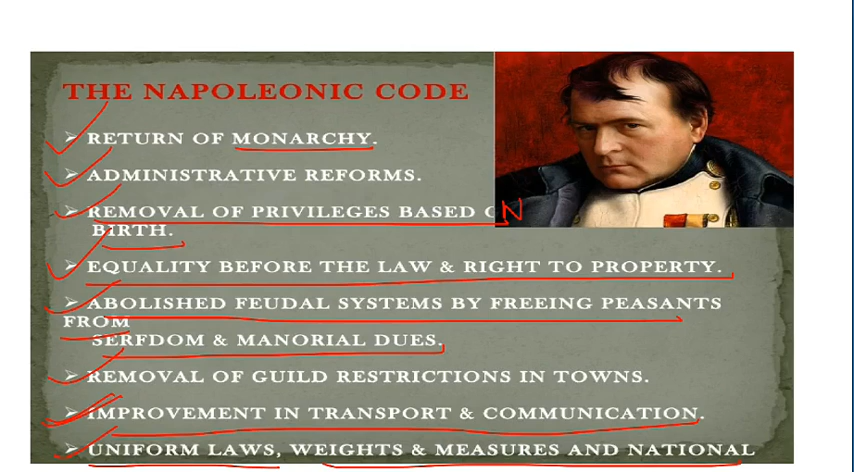 THE NAPOLEONIC CODE
➢ RETURN OF MONARCHY.
➢ ADMINISTRATIVE REFORMS.
➢ REMOVAL OF PRIVILEGES BASED ON
BIRTH.
➢ EQUALITY BEFORE THE LAW & RIGHT TO PROPERTY.
➢ ABOLISHED FEUDAL SYSTEMS BY FREEING PEASANTS
FROM
SERFDOM & MANORIAL DUES.
➢ REMOVAL OF GUILD RESTRICTIONS IN TOWNS.
➢ IMPROVEMENT IN TRANSPORT & COMMUNICATION.
➢ UNIFORM LAWS, WEIGHTS & MEASURES AND NATIONAL